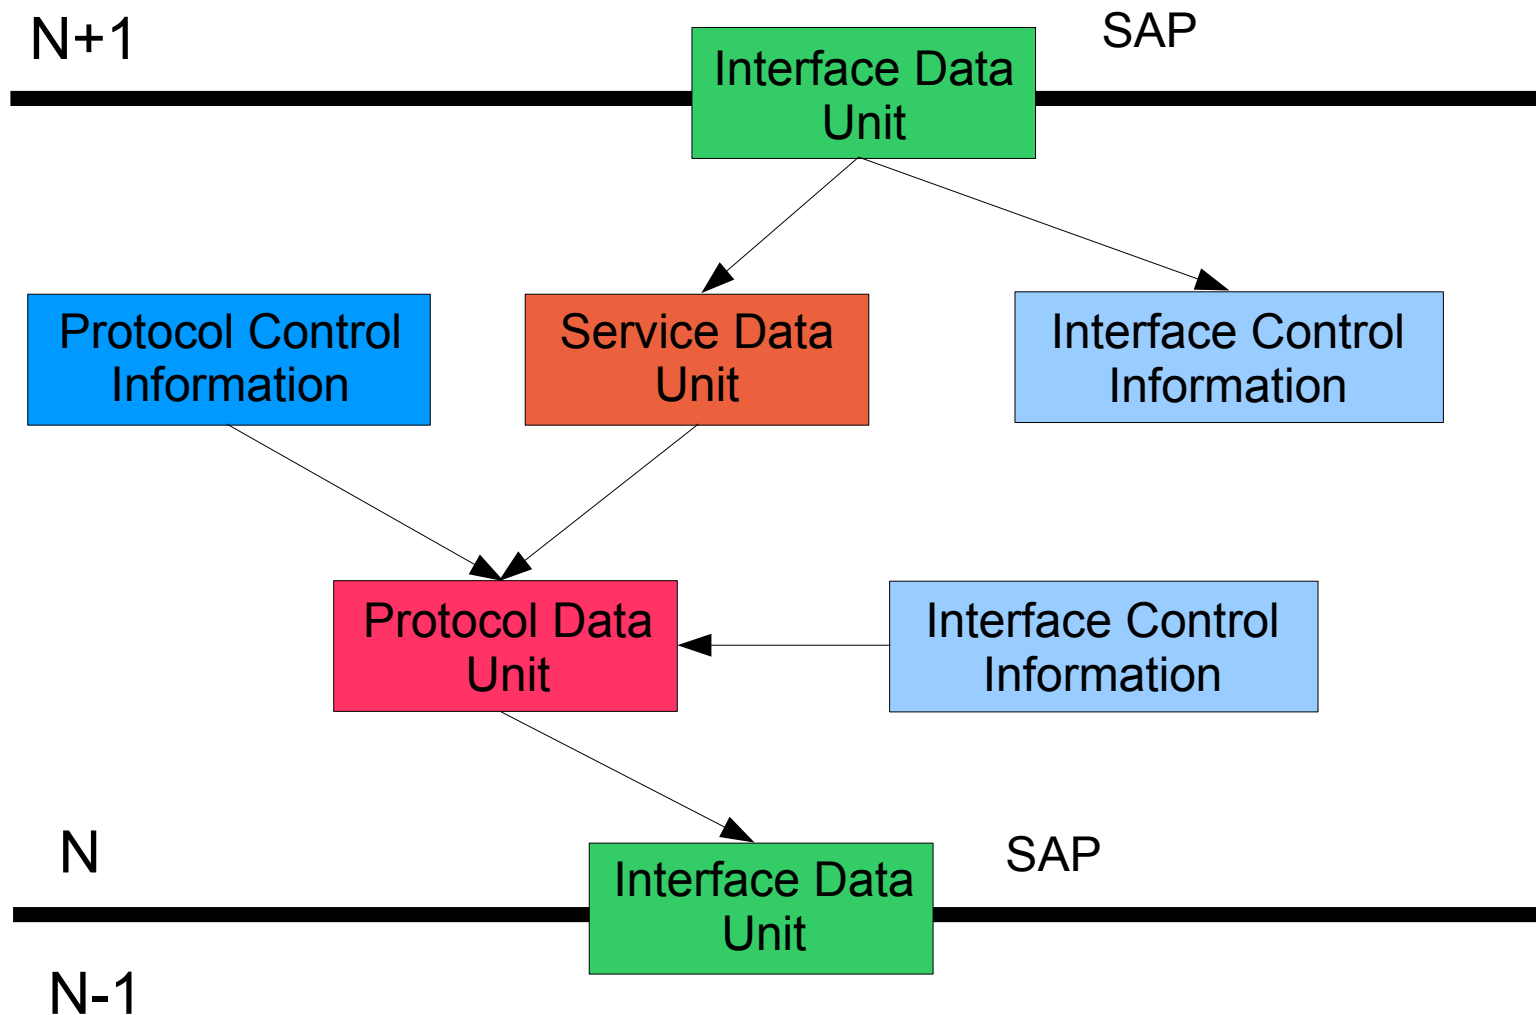 N+1
SAP
Interface Data
Unit
Protocol Control
Information
Service Data
Unit
Interface Control
Information
Protocol Data
Unit
Interface Control
Information
N
SAP
Interface Data
Unit
N-1